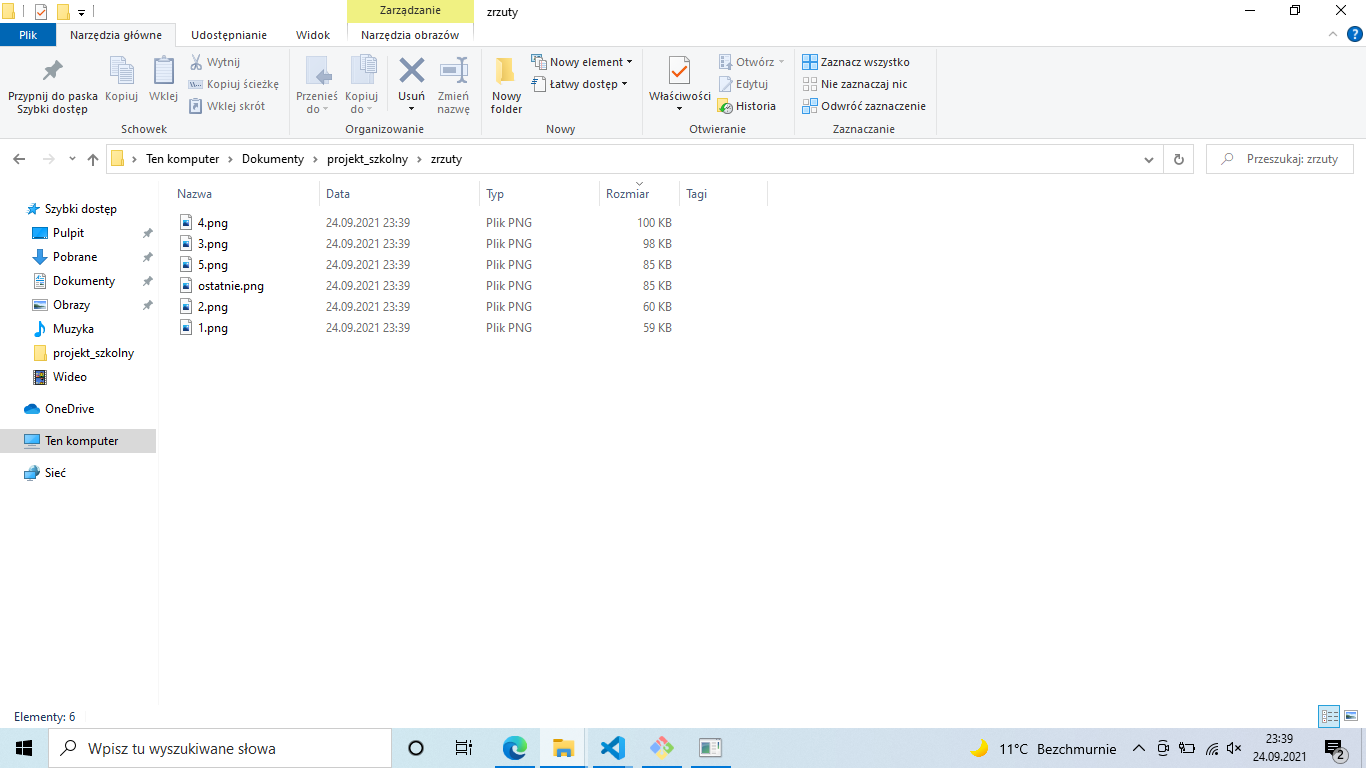 Zarządzanie zrzuty
Plik Narzędzia główne Udostępnianie Widok Narzędzia obrazów
Przypnij do paska Szybki dostęp
Kopiuj
Wklej
Wytnij
Kopiuj ścieżkę
Wklej skrót
Schowek
Przenieś do
Kopiuj do
Usuń
Zmień nazwę
Organizowanie
Nowy folder
Nowy element
Łatwy dostęp
Nowy
Właściwości
Otwórz
Edytuj
Historia
Otwieranie
Zaznacz wszystko
Nie zaznaczaj nic
Odwróć zaznaczenie
Zaznaczanie
Ten komputer Dokumenty projekt_szkolny zrzuty
Przeszukaj: zrzuty
Szybki dostęp
Pulpit
Pobrane
Dokumenty
Obrazy
Muzyka
projekt_szkolny
Wideo
OneDrive
Ten komputer
Sieć
Nazwa Data Typ Rozmiar Tagi
4.png 24.09.2021 23:39 Plik PNG 100 KB
3.png 24.09.2021 23:39 Plik PNG 98 KB
5.png 24.09.2021 23:39 Plik PNG 85 KB
ostatnie.png 24.09.2021 23:39 Plik PNG 85 KB
2.png 24.09.2021 23:39 Plik PNG 60 KB
1.png 24.09.2021 23:39 Plik PNG 59 KB
Elementy: 6
Wpisz tu wyszukiwane słowa
11°C Bezchmurnie
23:39
24.09.2021
2